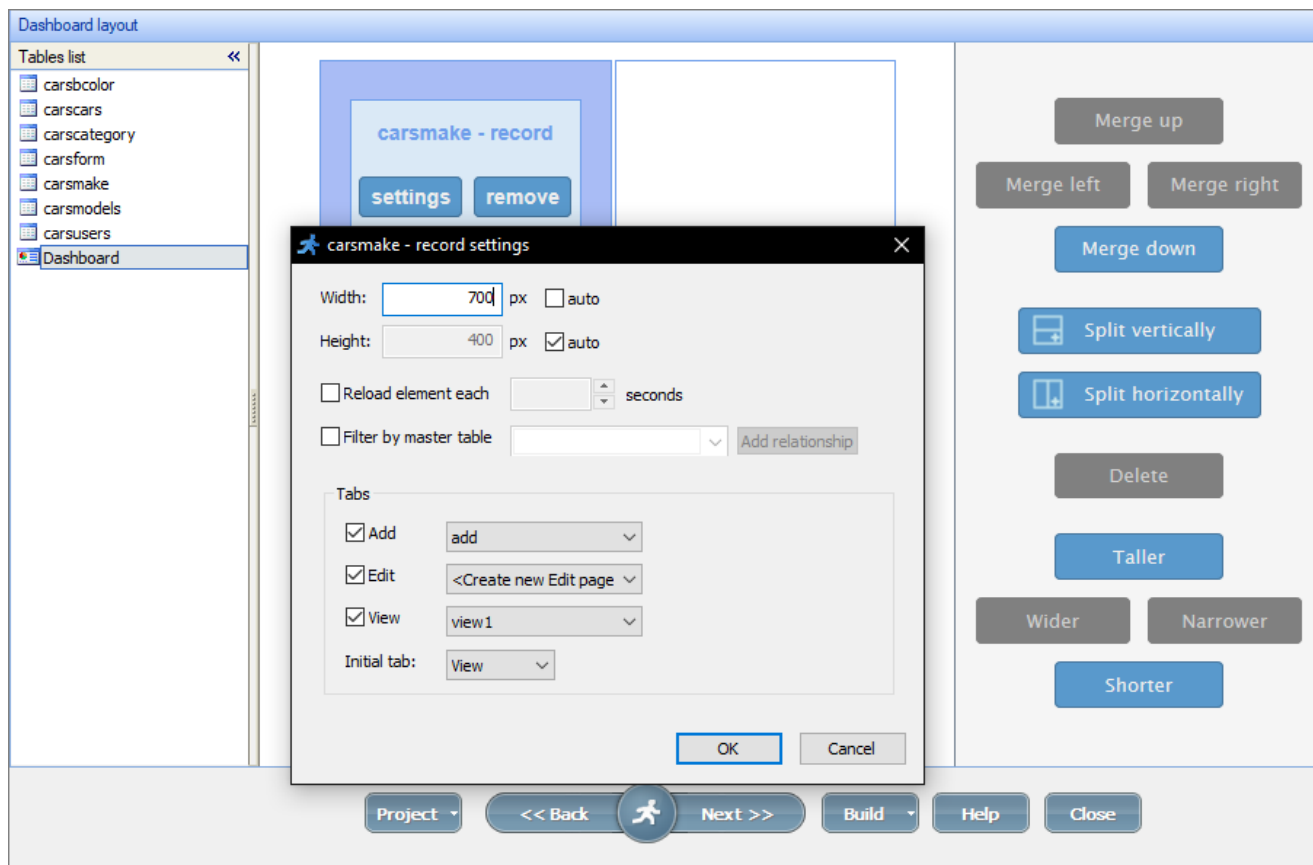 Dashboard layout
Tables list «
carsbcolor
carscars
carscategory
carsform
carsmake
carsmodels
carsusers
Dashboard
carsmake - record
settings remove
carsmake - record settings
Width: 700 px auto
Height: 400 px auto
Reload element each seconds
Filter by master table Add relationship
Tabs
Add add
Edit <Create new Edit page
View view1
Initial tab: View
OK Cancel
Merge up
Merge left Merge right
Merge down
Split vertically
Split horizontally
Delete
Taller
Wider Narrower
Shorter
Project << Back Next >> Build Help Close